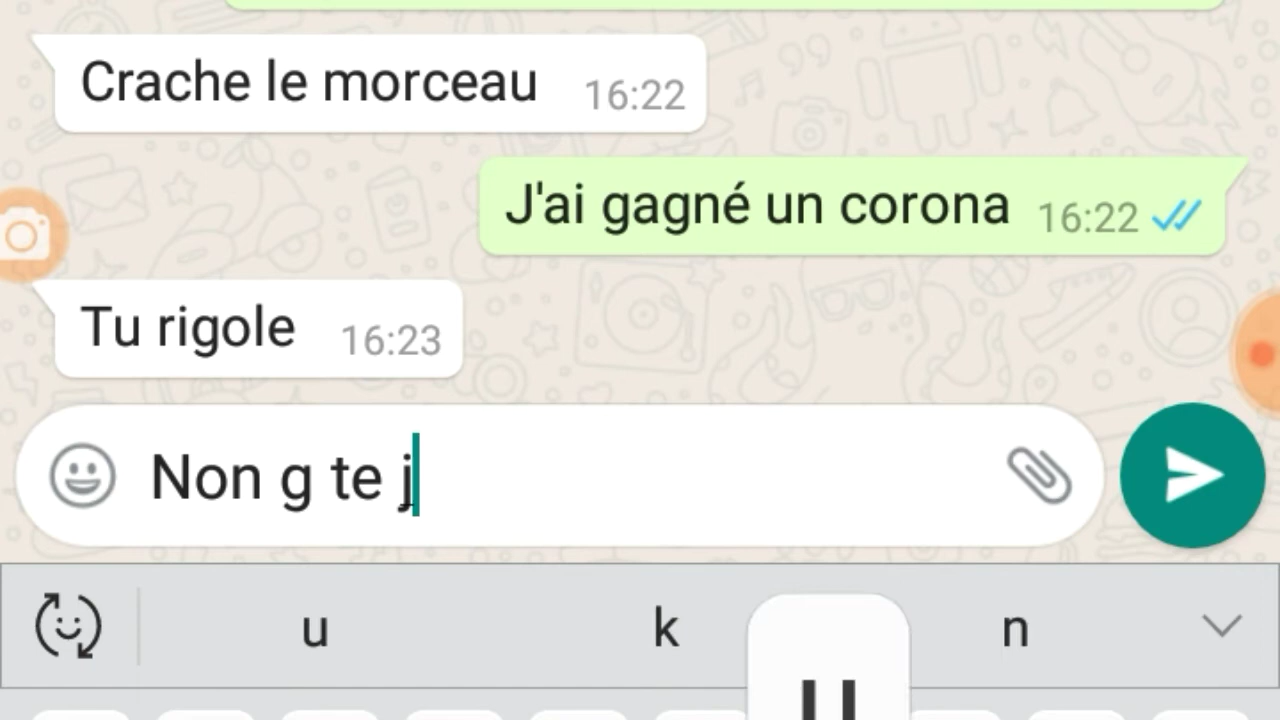 Crache le morceau 16:22
J'ai gagné un corona 16:22
Tu rigole 16:23
Non g te j
u k n